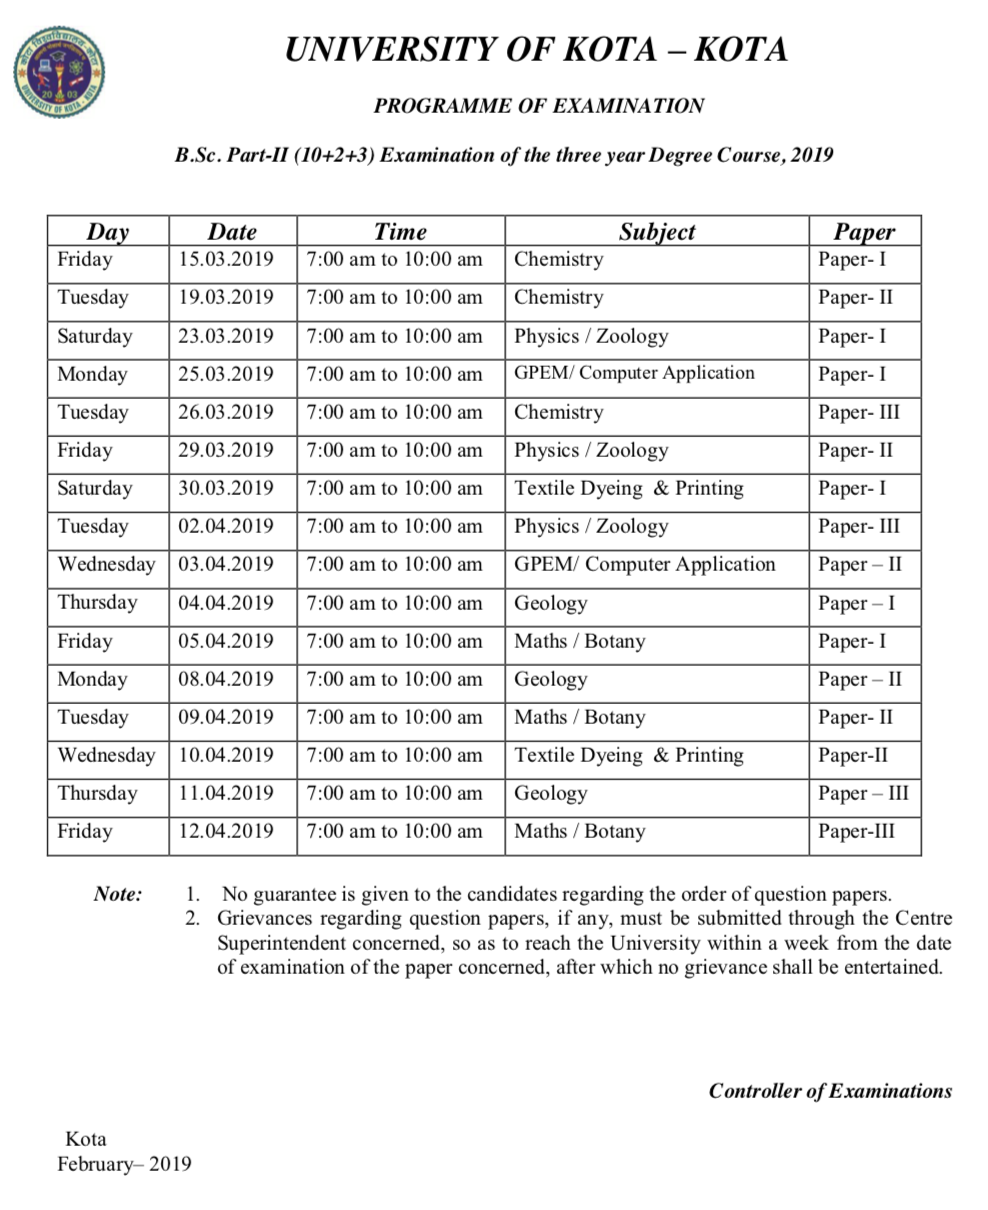 कोटा विश्वविद्यालय-कोटा
20 03
UNIVERSITY OF KOTA - KOTA
UNIVERSITY OF KOTA – KOTA
PROGRAMME OF EXAMINATION
B.Sc. Part-II (10+2+3) Examination of the three year Degree Course, 2019
Day Date Time Subject Paper
Friday 15.03.2019 7:00 am to 10:00 am Chemistry Paper- I
Tuesday 19.03.2019 7:00 am to 10:00 am Chemistry Paper- II
Saturday 23.03.2019 7:00 am to 10:00 am Physics / Zoology Paper- I
Monday 25.03.2019 7:00 am to 10:00 am GPEM/ Computer Application Paper- I
Tuesday 26.03.2019 7:00 am to 10:00 am Chemistry Paper- III
Friday 29.03.2019 7:00 am to 10:00 am Physics / Zoology Paper- II
Saturday 30.03.2019 7:00 am to 10:00 am Textile Dyeing & Printing Paper- I
Tuesday 02.04.2019 7:00 am to 10:00 am Physics / Zoology Paper- III
Wednesday 03.04.2019 7:00 am to 10:00 am GPEM/ Computer Application Paper – II
Thursday 04.04.2019 7:00 am to 10:00 am Geology Paper – I
Friday 05.04.2019 7:00 am to 10:00 am Maths / Botany Paper- I
Monday 08.04.2019 7:00 am to 10:00 am Geology Paper – II
Tuesday 09.04.2019 7:00 am to 10:00 am Maths / Botany Paper- II
Wednesday 10.04.2019 7:00 am to 10:00 am Textile Dyeing & Printing Paper-II
Thursday 11.04.2019 7:00 am to 10:00 am Geology Paper – III
Friday 12.04.2019 7:00 am to 10:00 am Maths / Botany Paper-III
Note: 1. No guarantee is given to the candidates regarding the order of question papers.
2. Grievances regarding question papers, if any, must be submitted through the Centre
Superintendent concerned, so as to reach the University within a week from the date
of examination of the paper concerned, after which no grievance shall be entertained.
Controller of Examinations
Kota
February– 2019